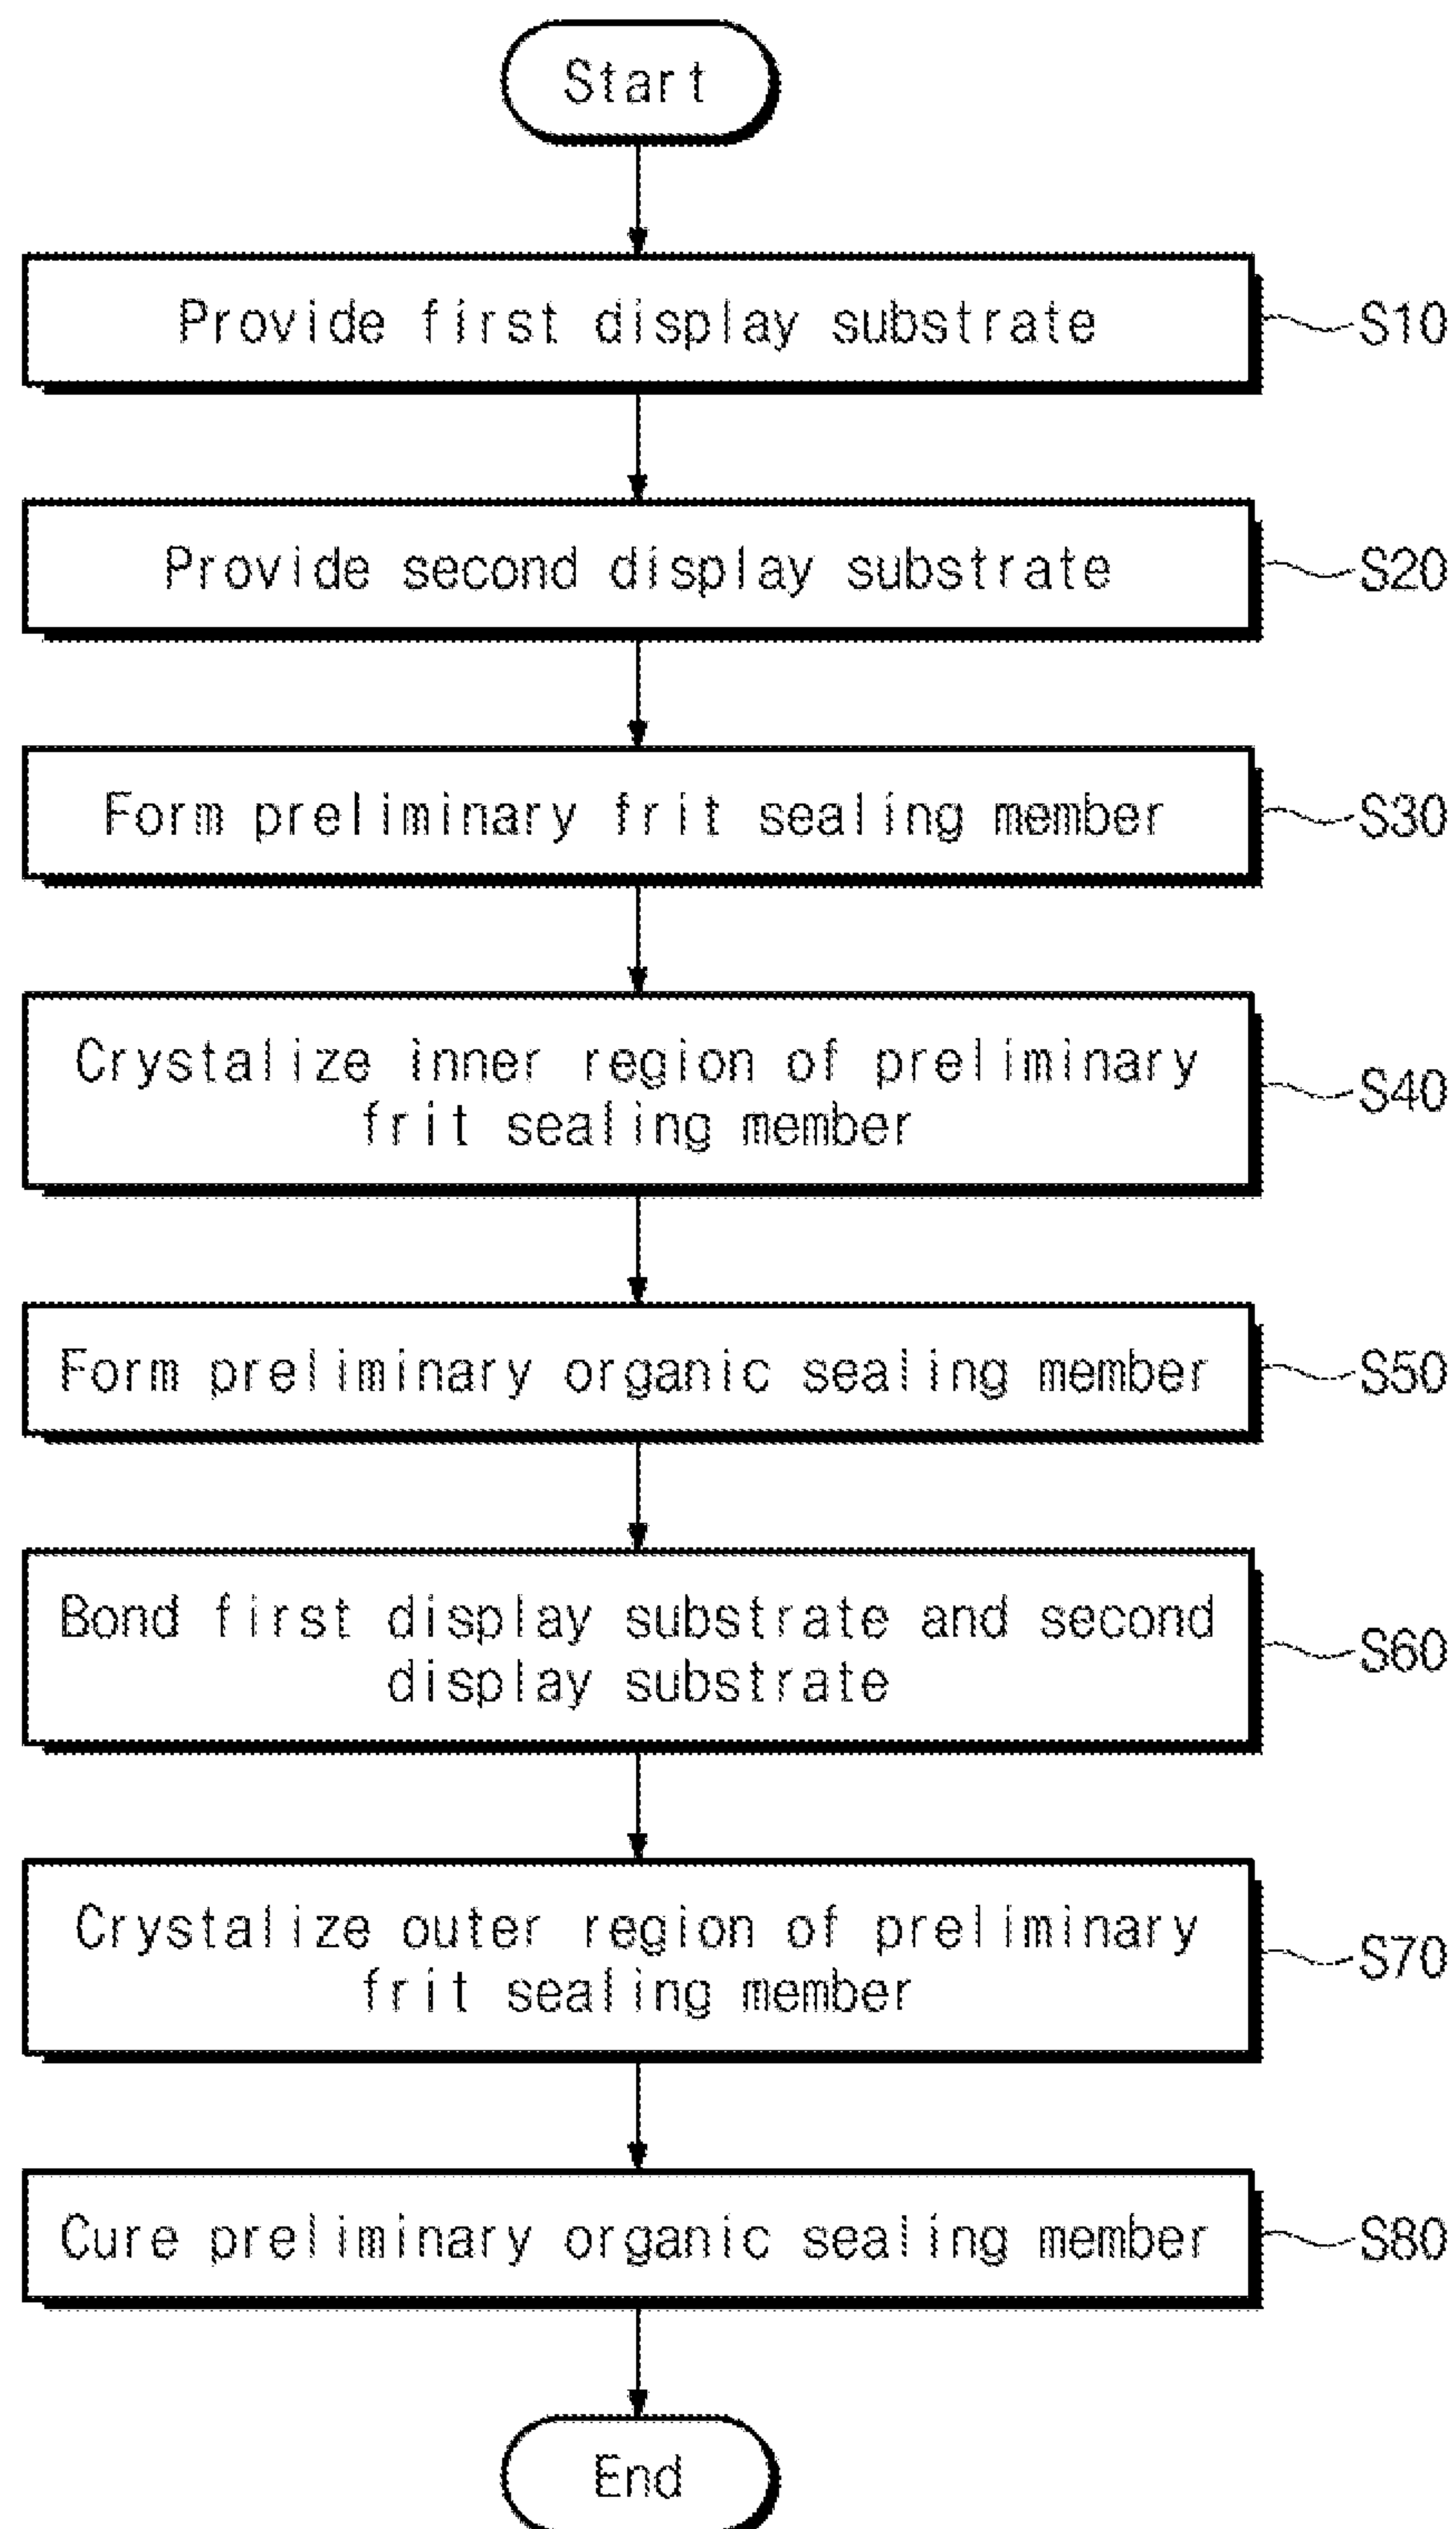 Start
Provide first display substrate
S10
Provide second display substrate
S20
Form preliminary frit sealing member
S30
Crystalize inner region of preliminary
frit sealing member
S40
Form preliminary organic sealing member
S50
Bond first display substrate and second
display substrate
S60
Crystalize outer region of preliminary
frit sealing member
S70
Cure preliminary organic sealing member
S80
End